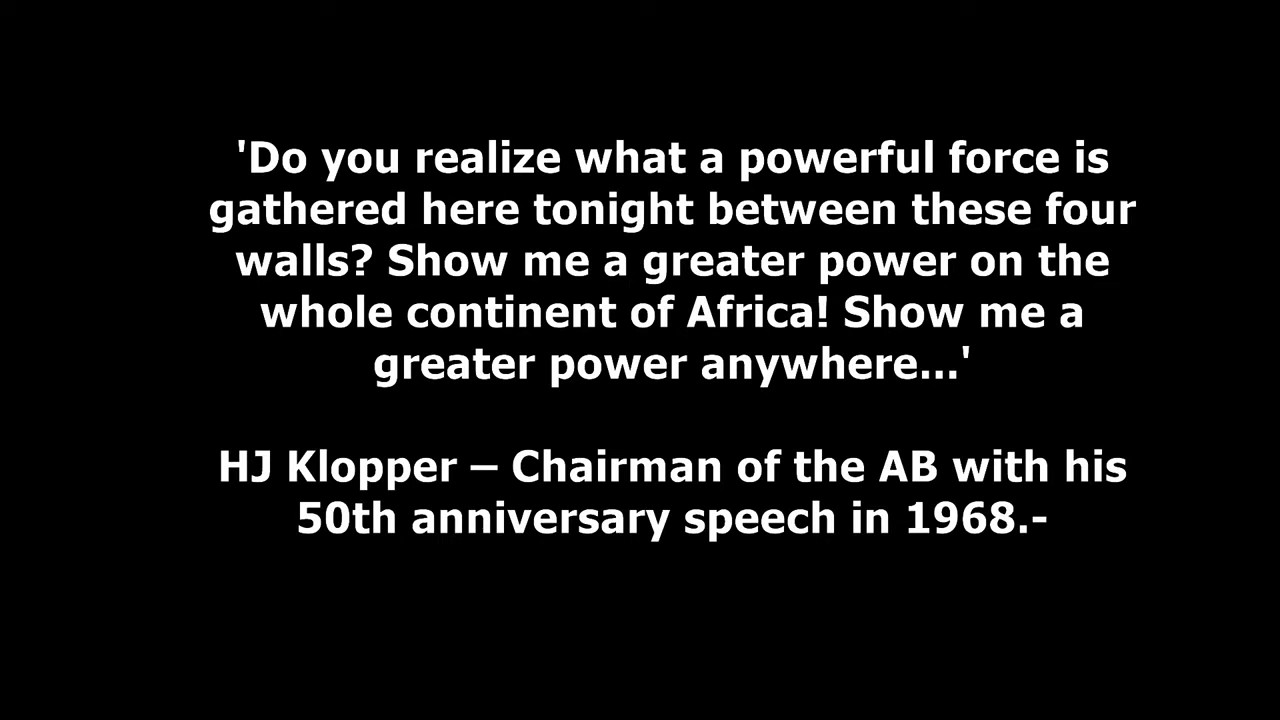 'Do you realize what a powerful force is
gathered here tonight between these four
walls? Show me a greater power on the
whole continent of Africa! Show me a
greater power anywhere...'
HJ Klopper – Chairman of the AB with his
50th anniversary speech in 1968.-